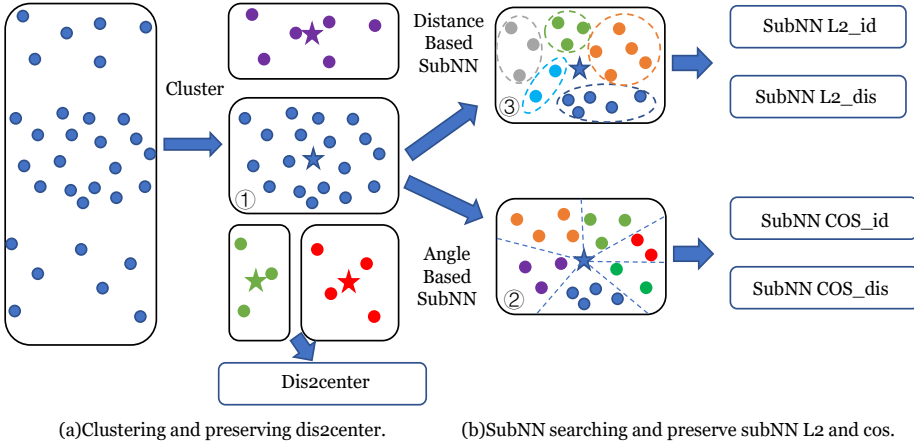 Cluster
①
Dis2center
Distance
Based
SubNN
③
SubNN L2_id
SubNN L2_dis
Angle
Based
SubNN
②
SubNN COS_id
SubNN COS_dis
(a)Clustering and preserving dis2center.
(b)SubNN searching and preserve subNN L2 and cos.